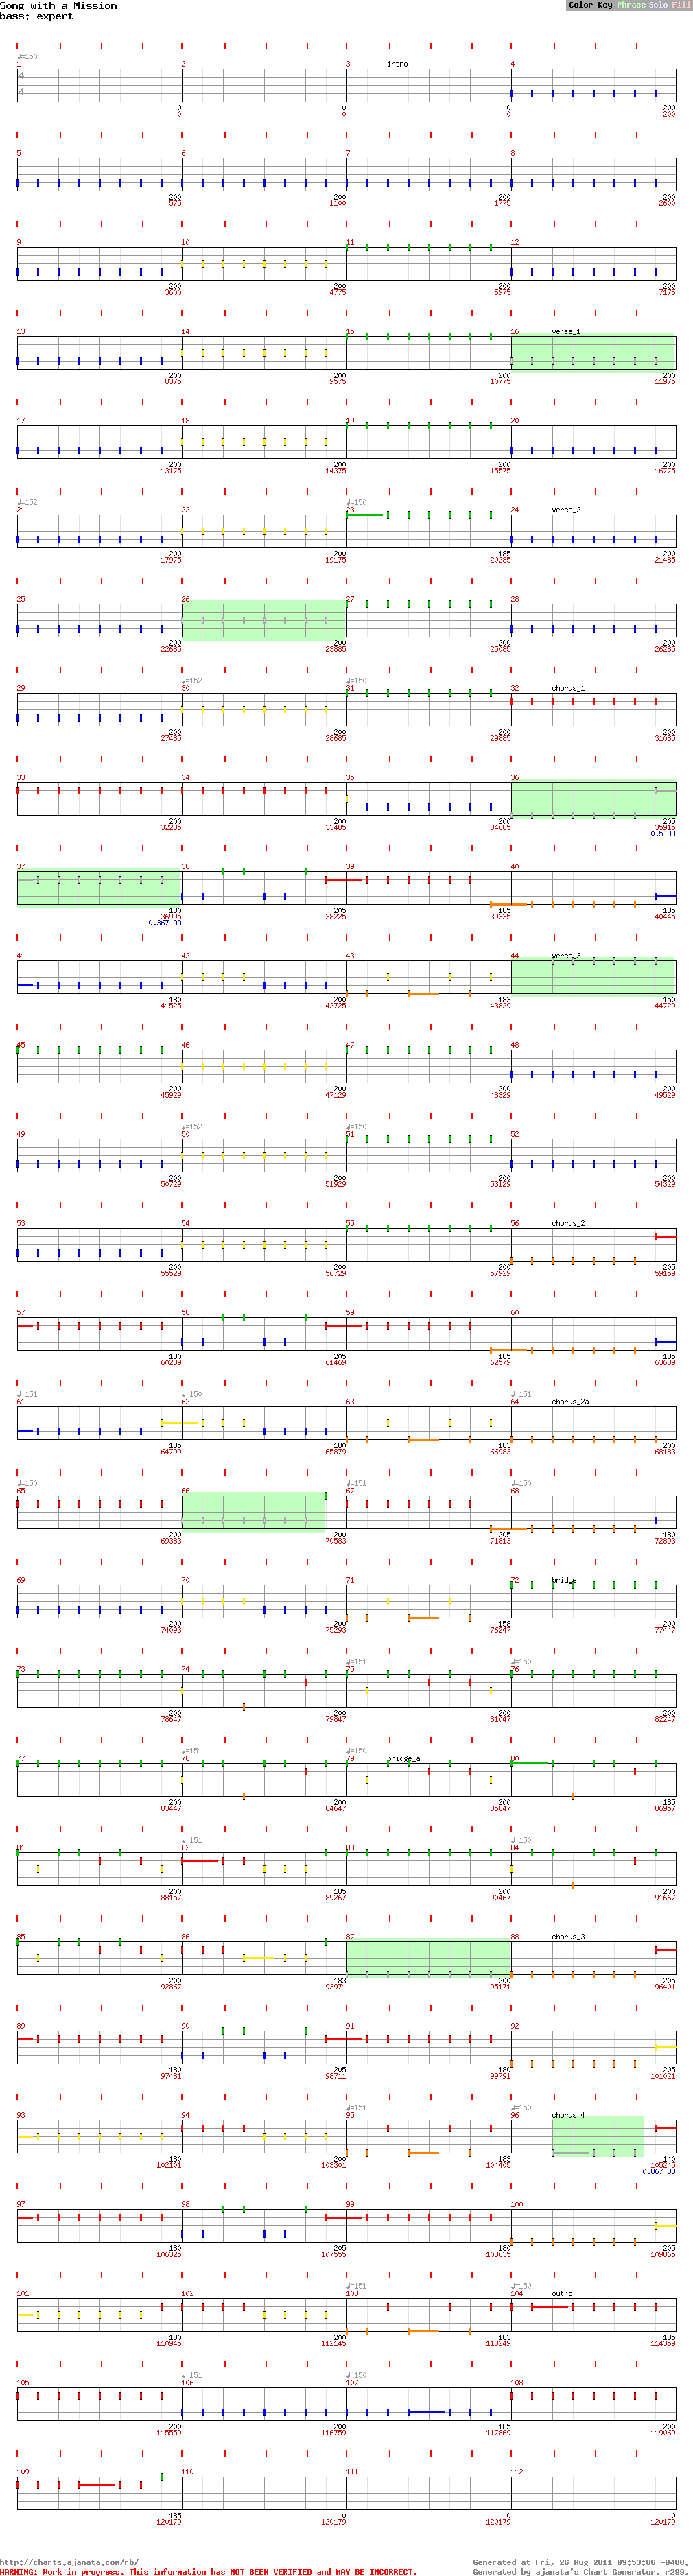 Song with a Mission
bass: expert
Color Key Phrase Solo Fill
♩=150
1 2 3 intro 4
4
4
0 0 0 200
0 0 0 200
5 6 7 8
200 200 200 200
575 1100 1775 2600
9 10 11 12
200 200 200 200
3600 4775 5975 7175
13 14 15 16 verse_1
200 200 200 200
8375 9575 10775 11975
17 18 19 20
200 200 200 200
13175 14375 15575 16775
♩=152 ♩=150
21 22 23 24 verse_2
200 200 185 200
17975 19175 20285 21485
25 26 27 28
200 200 200 200
22685 23885 25085 26285
♩=152 ♩=150
29 30 31 32 chorus_1
200 200 200 200
27485 28685 29885 31085
33 34 35 36
200 200 200 205
32285 33485 34685 35915
0.5 OD
37 38 39 40
180 205 185 185
36995 38225 39335 40445
0.367 OD
41 42 43 44 verse_3
180 200 183 150
41525 42725 43829 44729
45 46 47 48
200 200 200 200
45929 47129 48329 49529
♩=152 ♩=150
49 50 51 52
200 200 200 200
50729 51929 53129 54329
53 54 55 56 chorus_2
200 200 200 205
55529 56729 57929 59159
57 58 59 60
180 205 185 185
60239 61469 62579 63689
♩=151 ♩=150 ♩=151
61 62 63 64 chorus_2a
185 180 183 200
64799 65879 66983 68183
♩=150 ♩=151 ♩=150
65 66 67 68
200 200 205 180
69383 70583 71813 72893
69 70 71 72 bridge
200 200 158 200
74093 75293 76247 77447
♩=151 ♩=150
73 74 75 76
200 200 200 200
78647 79847 81047 82247
♩=151 ♩=150
77 78 79 bridge_a 80
200 200 200 185
83447 84647 85847 86957
♩=151 ♩=150
81 82 83 84
200 185 200 200
88157 89267 90467 91667
85 86 87 88 chorus_3
200 183 200 205
92867 93971 95171 96401
89 90 91 92
180 205 180 205
97481 98711 99791 101021
♩=151 ♩=150
93 94 95 96 chorus_4
180 200 183 140
102101 103301 104405 105245
0.867 OD
97 98 99 100
180 205 180 205
106325 107555 108635 109865
♩=151 ♩=150
101 102 103 104 outro
180 200 183 185
110945 112145 113249 114359
♩=151 ♩=150
105 106 107 108
200 200 185 200
115559 116759 117869 119069
109 110 111 112
185 0 0 0
120179 120179 120179 120179
http://charts.ajanata.com/rb/
Generated at Fri, 26 Aug 2011 09:53:06 -0400.
WARNING: Work in progress. This information has NOT BEEN VERIFIED and MAY BE INCORRECT.
Generated by ajanata's Chart Generator, r299.